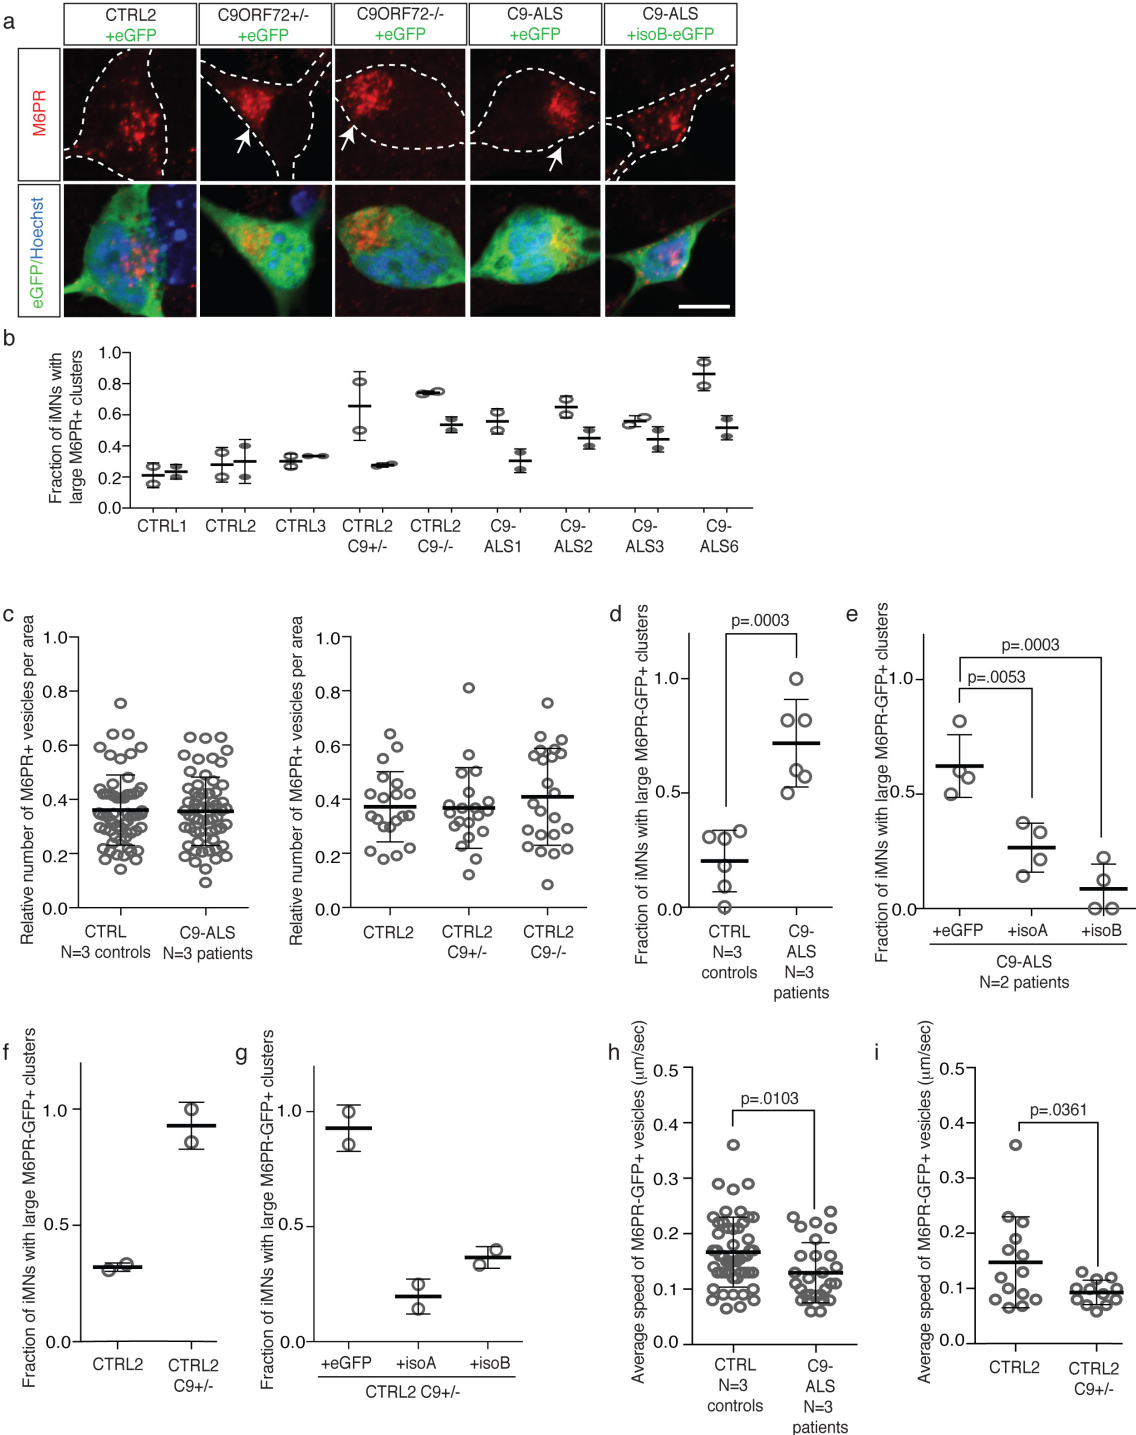 a
CTRL2
+eGFP
C9ORF72+/-
+eGFP
C9ORF72-/-
+eGFP
C9-ALS
+eGFP
C9-ALS
+isoB-eGFP
M6PR
eGFP/Hoechst
b
Fraction of iMNs with
large M6PR+ clusters
1.0
0.8
0.6
0.4
0.2
0.0
CTRL1
CTRL2
CTRL3
CTRL2
C9+/-
CTRL2
C9-/-
C9-
ALS1
C9-
ALS2
C9-
ALS3
C9-
ALS6
c
Relative number of M6PR+ vesicles per area
1.0
0.8
0.6
0.4
0.2
0.0
CTRL
N=3 controls
C9-ALS
N=3 patients
Relative number of M6PR+ vesicles per area
1.0
0.8
0.6
0.4
0.2
0.0
CTRL2
CTRL2
C9+/-
CTRL2
C9-/-
d
Fraction of iMNs with large M6PR-GFP+ clusters
p=.0003
1.0
0.5
0.0
CTRL
N=3
controls
C9-
ALS
N=3
patients
e
Fraction of iMNs with large M6PR-GFP+ clusters
p=.0003
p=.0053
1.0
0.5
0.0
+eGFP
+isoA
+isoB
C9-ALS
N=2 patients
f
Fraction of iMNs with large M6PR-GFP+ clusters
1.0
0.5
0.0
CTRL2
CTRL2
C9+/-
g
Fraction of iMNs with large M6PR-GFP+ clusters
1.0
0.5
0.0
+eGFP
+isoA
+isoB
CTRL2 C9+/-
h
Average speed of M6PR-GFP+ vesicles (μm/sec)
p=.0103
0.5
0.4
0.3
0.2
0.1
0.0
CTRL
N=3
controls
C9-
ALS
N=3
patients
i
Average speed of M6PR-GFP+ vesicles (μm/sec)
p=.0361
0.5
0.4
0.3
0.2
0.1
0.0
CTRL2
CTRL2
C9+/-